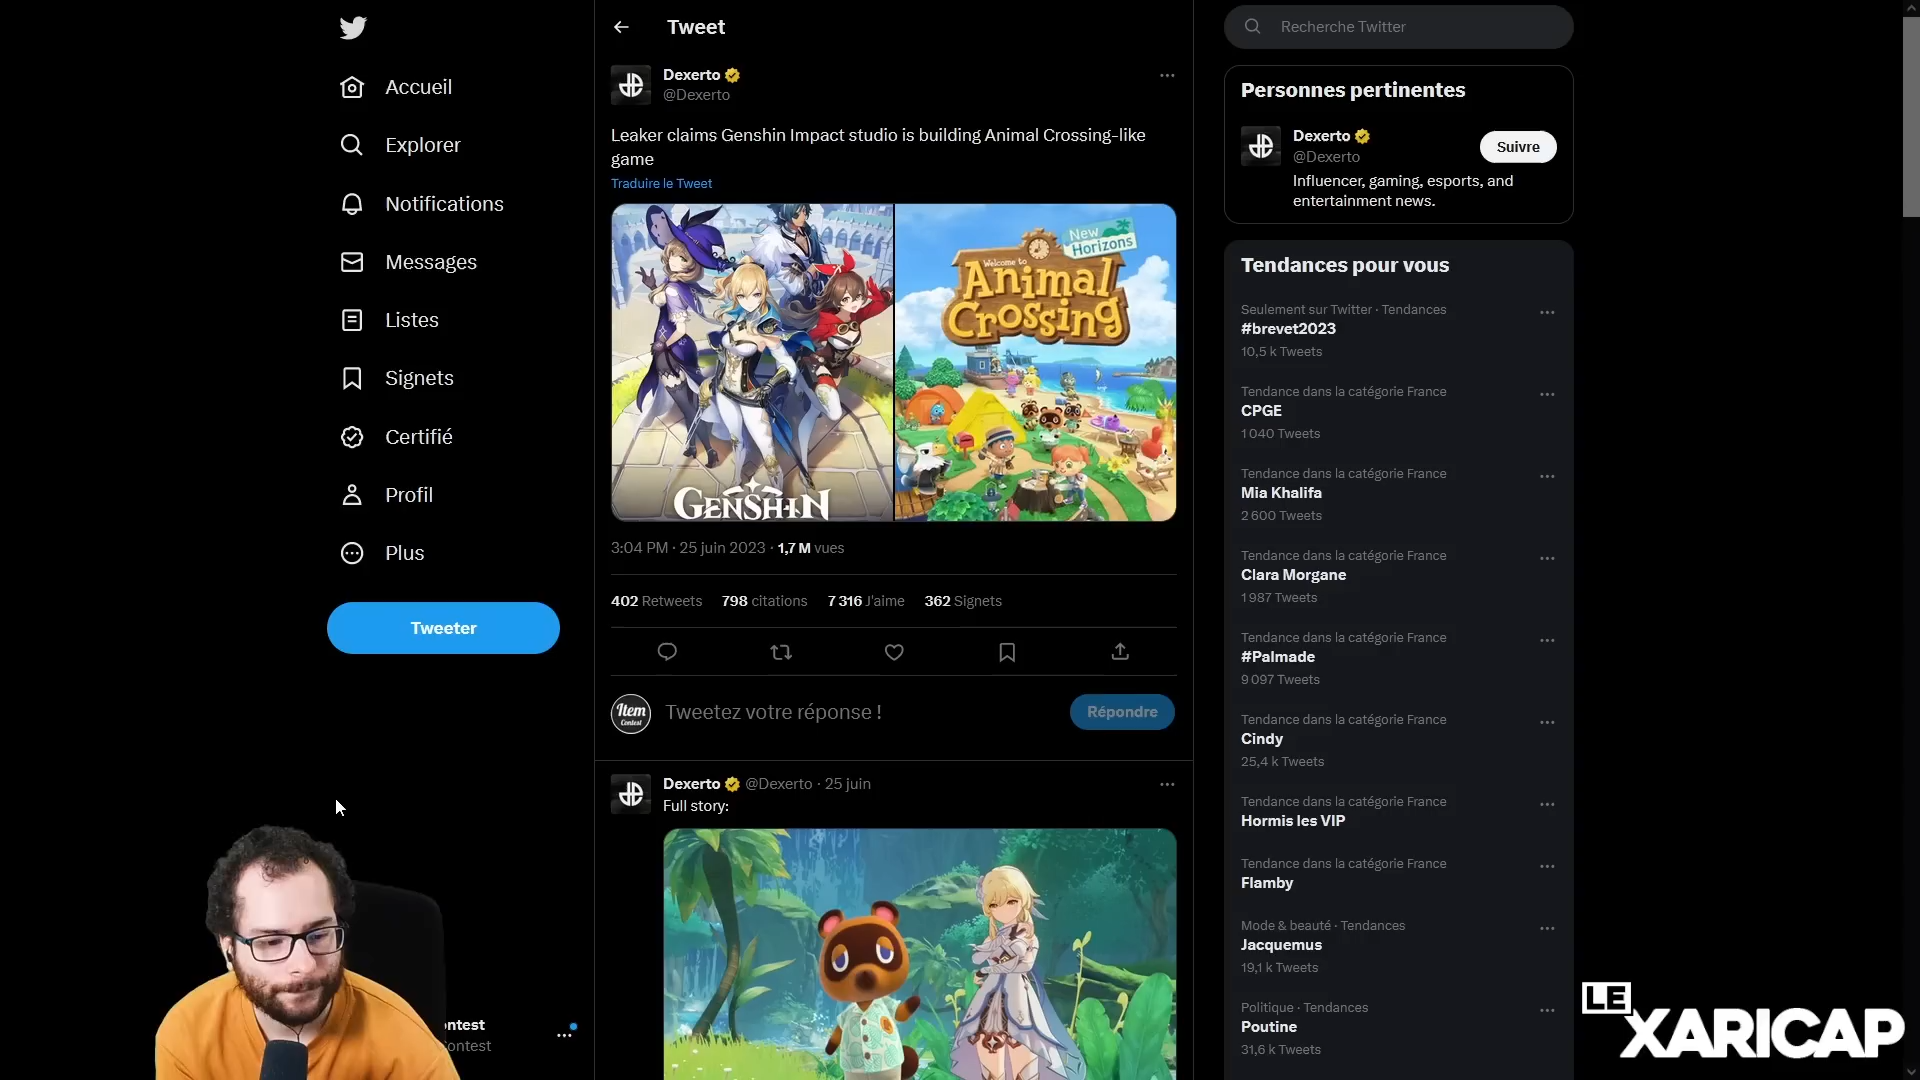 Accueil
Explorer
Notifications
Messages
Listes
Signets
Certifié
Profil
Plus
Tweeter
ntest
ontest
Tweet
Dexerto
@Dexerto
Leaker claims Genshin Impact studio is building Animal Crossing-like
game
Traduire le Tweet
GENSHIN
New
Horizons
Welcome to
Animal
Crossing
3:04 PM · 25 juin 2023 · 1,7 M vues
402 Retweets 798 citations 7 316 J'aime 362 Signets
Item
Contest
Tweetez votre réponse !
Répondre
Dexerto @Dexerto · 25 juin
Full story:
Recherche Twitter
Personnes pertinentes
Dexerto
@Dexerto
Suivre
Influencer, gaming, esports, and
entertainment news.
Tendances pour vous
Seulement sur Twitter · Tendances
#brevet2023
10,5 k Tweets
Tendance dans la catégorie France
CPGE
1 040 Tweets
Tendance dans la catégorie France
Mia Khalifa
2 600 Tweets
Tendance dans la catégorie France
Clara Morgane
1 987 Tweets
Tendance dans la catégorie France
#Palmade
9 097 Tweets
Tendance dans la catégorie France
Cindy
25,4 k Tweets
Tendance dans la catégorie France
Hormis les VIP
Tendance dans la catégorie France
Flamby
Mode & beauté · Tendances
Jacquemus
19,1 k Tweets
Politique · Tendances
Poutine
31,6 k Tweets
LE
XARICAP